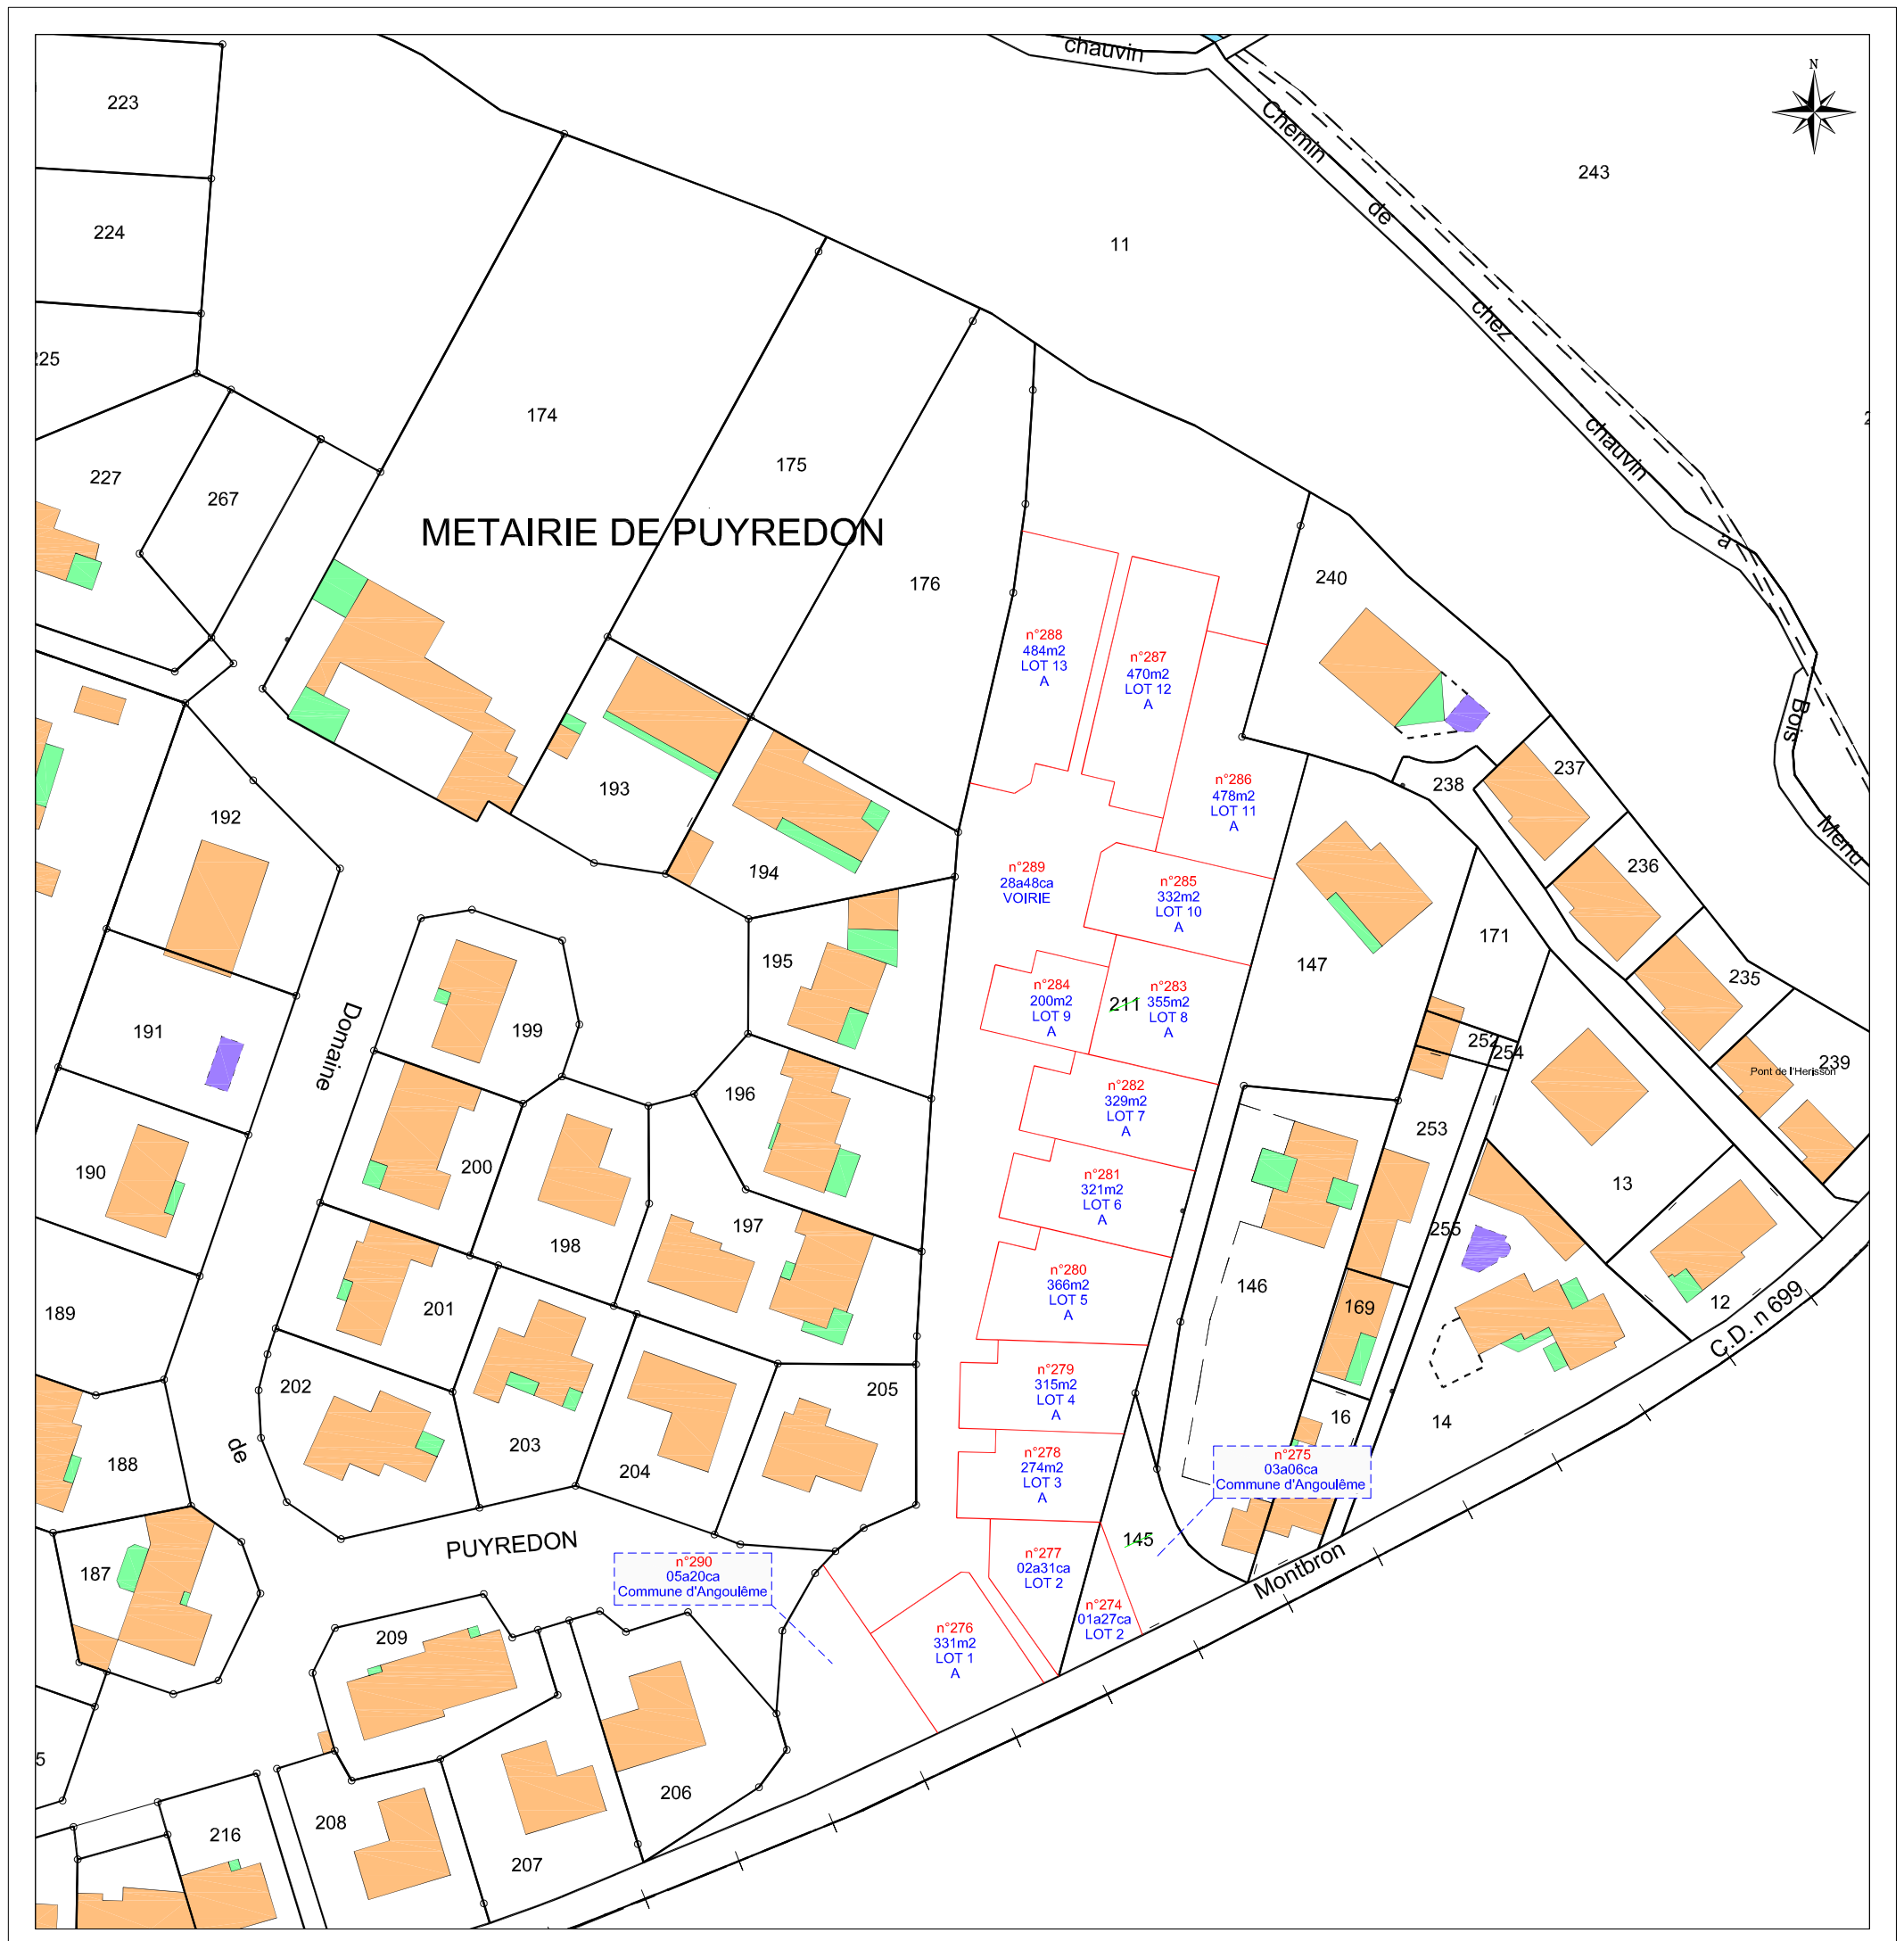 chauvin
N
223
Chemin
243
de
224
11
chez
25
174
chauvin
175
227
267
METAIRIE DE PUYREDON
a
176
240
n°288
484m2
LOT 13
A
n°287
470m2
LOT 12
A
Bois
237
238
193
n°286
478m2
LOT 11
A
192
Menu
236
194
n°289
28a48ca
VOIRIE
n°285
332m2
LOT 10
A
171
195
147
235
n°284
200m2
LOT 9
A
211
n°283
355m2
LOT 8
A
191
199
Domaine
252
254
239
Pont de l'Herisson
196
n°282
329m2
LOT 7
A
253
190
200
13
n°281
321m2
LOT 6
A
197
255
198
n°280
366m2
LOT 5
A
146
189
201
169
12
C.D. n 699
202
n°279
315m2
LOT 4
A
205
16
14
203
de
188
204
n°278
274m2
LOT 3
A
n°275
03a06ca
Commune d'Angoulême
145
PUYREDON
n°290
05a20ca
Commune d'Angoulême
187
n°277
02a31ca
LOT 2
Montbron
n°274
01a27ca
LOT 2
209
n°276
331m2
LOT 1
A
5
206
208
216
207